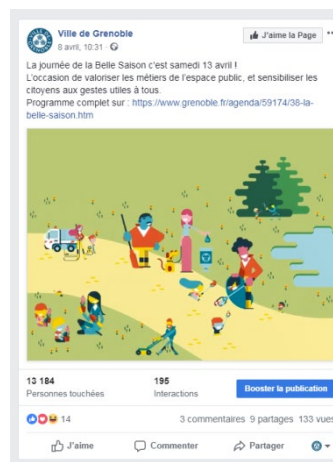 Ville de Grenoble
J'aime la Page
8 avril, 10:31
La journée de la Belle Saison c'est samedi 13 avril !
L'occasion de valoriser les métiers de l'espace public, et sensibiliser les
citoyens aux gestes utiles à tous.
Programme complet sur : https://www.grenoble.fr/agenda/59174/38-la-
belle-saison.htm
13 184
Personnes touchées
195
Interactions
Booster la publication
14
3 commentaires 9 partages 133 vues
J'aime
Commenter
Partager